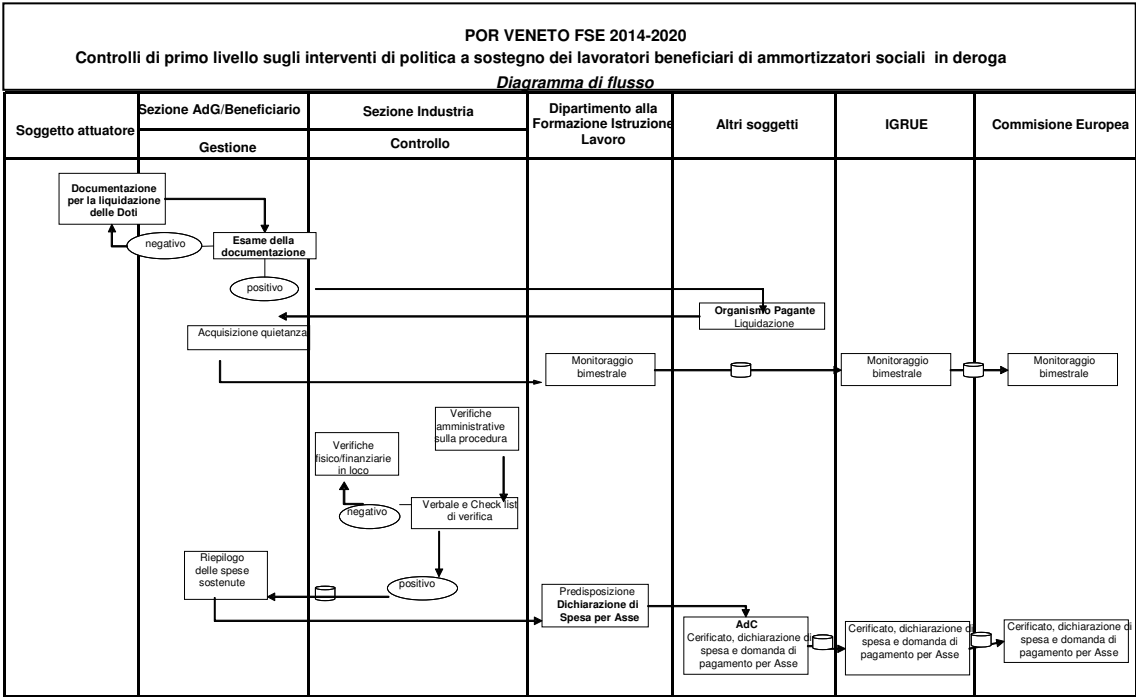 POR VENETO FSE 2014-2020
Controlli di primo livello sugli interventi di politica a sostegno dei lavoratori beneficiari di ammortizzatori sociali in deroga
Diagramma di flusso
Soggetto attuatore
Sezione AdG/Beneficiario
Gestione
Sezione Industria
Controllo
Dipartimento alla
Formazione Istruzione
Lavoro
Altri soggetti
IGRUE
Commisione Europea
Documentazione
per la liquidazione
delle Doti
negativo
Esame della
documentazione
positivo
Organismo Pagante
Liquidazione
Acquisizione quietanza
Monitoraggio
bimestrale
Monitoraggio
bimestrale
Monitoraggio
bimestrale
Verifiche
amministrative
sulla procedura
Verifiche
fisico/finanziarie
in loco
negativo
Verbale e Check list
di verifica
Riepilogo
delle spese
sostenute
positivo
Predisposizione
Dichiarazione di
Spesa per Asse
AdC
Cerificato, dichiarazione di
spesa e domanda di
pagamento per Asse
Cerificato, dichiarazione di
spesa e domanda di
pagamento per Asse
Cerificato, dichiarazione di
spesa e domanda di
pagamento per Asse